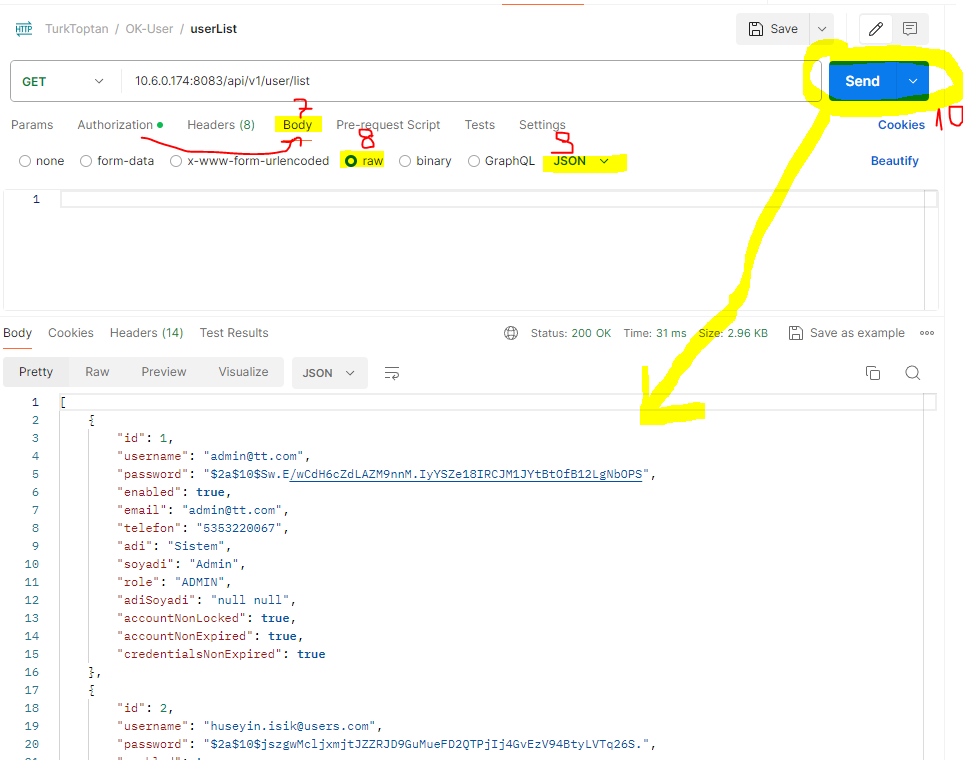 HTTP TurkToptan / OK-User / userList Save
GET 10.6.0.174:8083/api/v1/user/list Send
10
7
Params Authorization Headers (8) Body Pre-request Script Tests Settings Cookies
8 9
none form-data x-www-form-urlencoded raw binary GraphQL JSON Beautify
1
Body Cookies Headers (14) Test Results Status: 200 OK Time: 31 ms Size: 2.96 KB Save as example
Pretty Raw Preview Visualize JSON
1 [
2 {
3 "id": 1,
4 "username": "admin@tt.com",
5 "password": "$2a$10$Sw.E/wCdH6cZdLAZM9nnM.IyYSZe18IRCJM1JYtBtOfB12LgNbOPS",
6 "enabled": true,
7 "email": "admin@tt.com",
8 "telefon": "5353220067",
9 "adi": "Sistem",
10 "soyadi": "Admin",
11 "role": "ADMIN",
12 "adiSoyadi": "null null",
13 "accountNonLocked": true,
14 "accountNonExpired": true,
15 "credentialsNonExpired": true
16 },
17 {
18 "id": 2,
19 "username": "huseyin.isik@users.com",
20 "password": "$2a$10$jszgwMcljxmjtJZZRJD9GuMueFD2QTPjIj4GvEzV94BtyLVTq26S.",